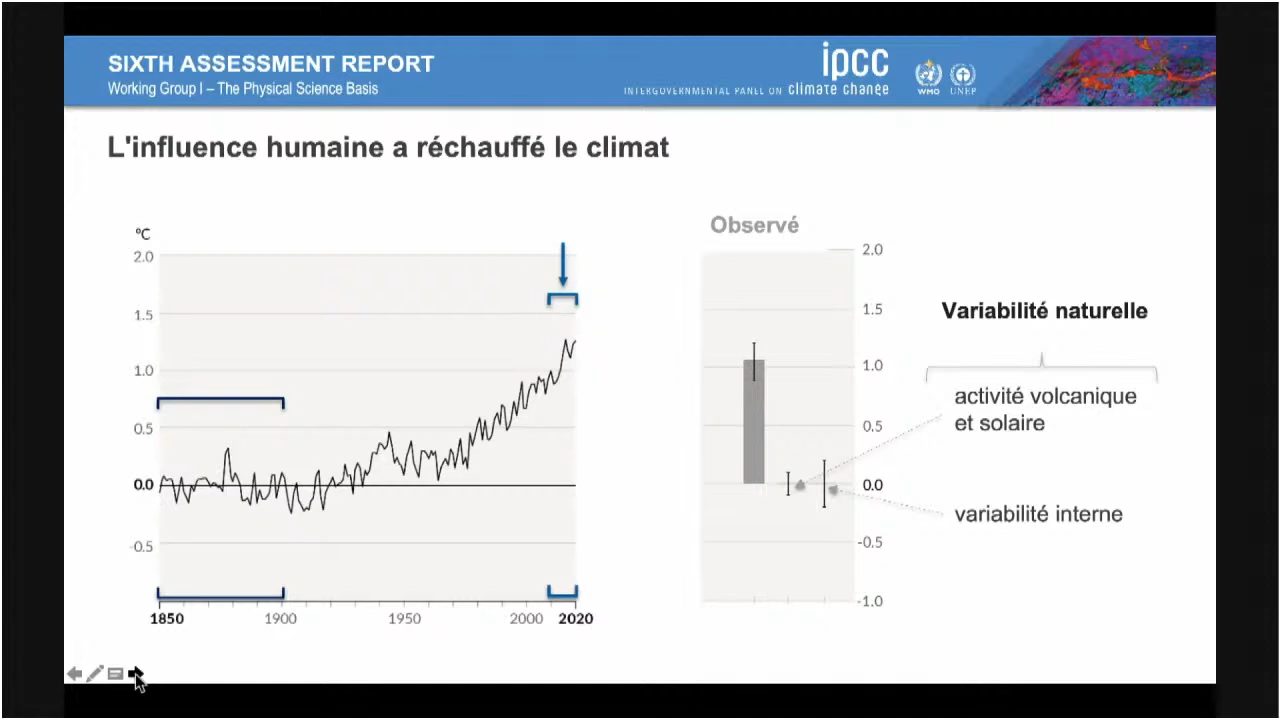 SIXTH ASSESSMENT REPORT
Working Group I – The Physical Science Basis
ipcc
INTERGOVERNMENTAL PANEL ON climate change
WMO
UNEP
L'influence humaine a réchauffé le climat
°C
2.0
1.5
1.0
0.5
0.0
-0.5
1850
1900
1950
2000
2020
Observé
2.0
1.5
1.0
0.5
0.0
-0.5
-1.0
Variabilité naturelle
activité volcanique
et solaire
variabilité interne